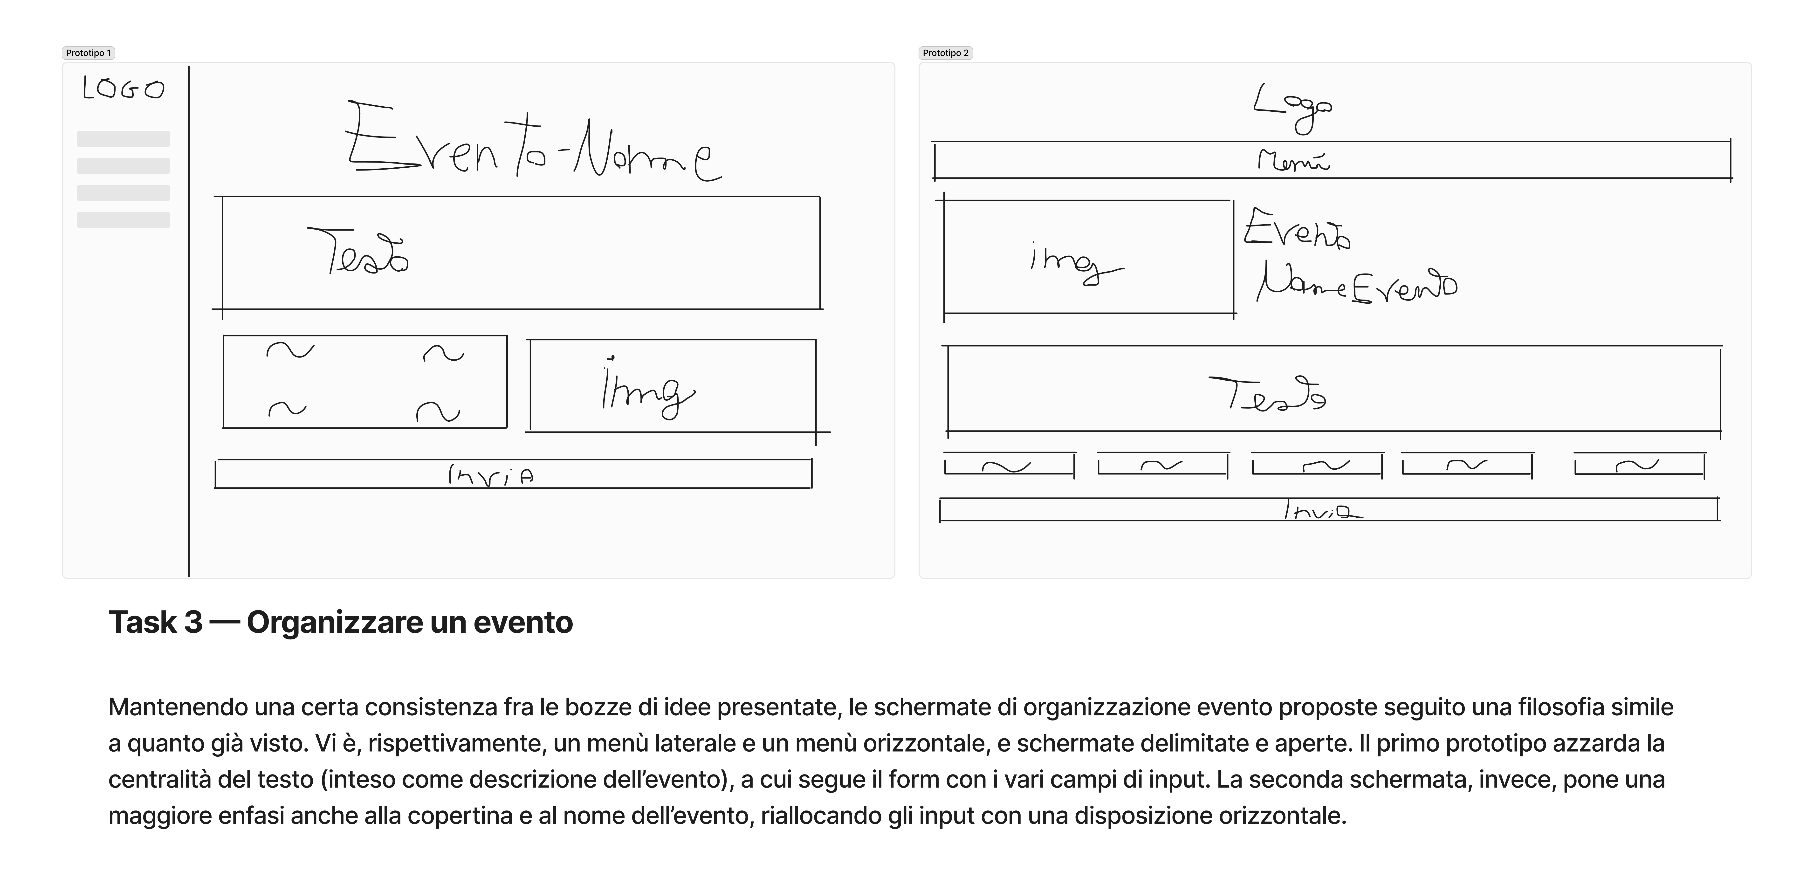 Prototipo 1
LOGO
Evento-Nome
Testo
img
InviA
Prototipo 2
Logo
Menù
img
Evento
NomeEvento
Testo
Invia
Task 3 — Organizzare un evento
Mantenendo una certa consistenza fra le bozze di idee presentate, le schermate di organizzazione evento proposte seguito una filosofia simile
a quanto già visto. Vi è, rispettivamente, un menù laterale e un menù orizzontale, e schermate delimitate e aperte. Il primo prototipo azzarda la
centralità del testo (inteso come descrizione dell’evento), a cui segue il form con i vari campi di input. La seconda schermata, invece, pone una
maggiore enfasi anche alla copertina e al nome dell’evento, riallocando gli input con una disposizione orizzontale.